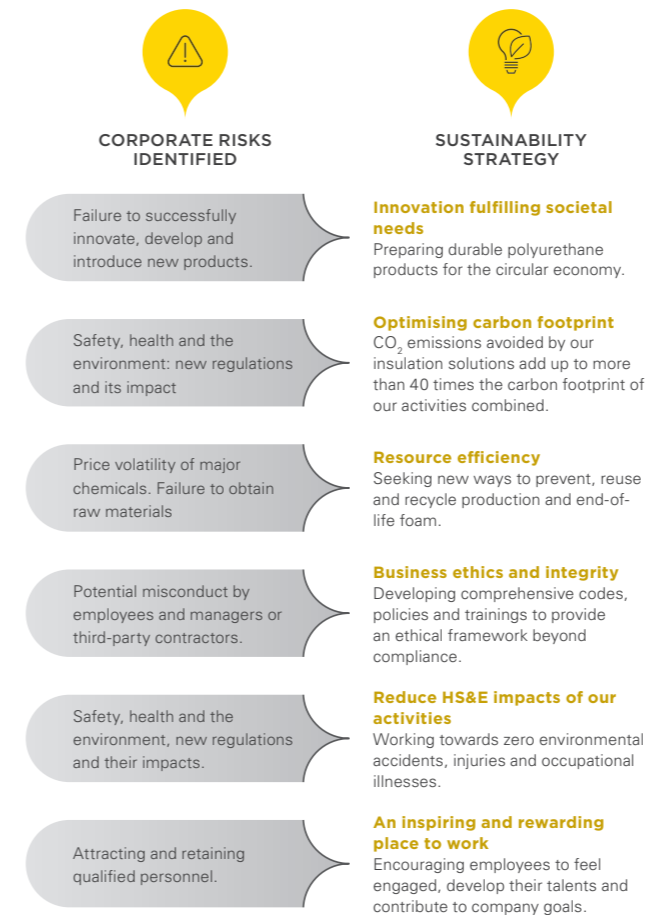 CORPORATE RISKS
IDENTIFIED
SUSTAINABILITY
STRATEGY
Failure to successfully
innovate, develop and
introduce new products.
Innovation fulfilling societal
needs
Preparing durable polyurethane
products for the circular economy.
Safety, health and the
environment: new regulations
and its impact
Optimising carbon footprint
CO₂ emissions avoided by our
insulation solutions add up to more
than 40 times the carbon footprint of
our activities combined.
Price volatility of major
chemicals. Failure to obtain
raw materials
Resource efficiency
Seeking new ways to prevent, reuse
and recycle production and end-of-
life foam.
Potential misconduct by
employees and managers or
third-party contractors.
Business ethics and integrity
Developing comprehensive codes,
policies and trainings to provide
an ethical framework beyond
compliance.
Safety, health and the
environment, new regulations
and their impacts.
Reduce HS&E impacts of our
activities
Working towards zero environmental
accidents, injuries and occupational
illnesses.
Attracting and retaining
qualified personnel.
An inspiring and rewarding
place to work
Encouraging employees to feel
engaged, develop their talents and
contribute to company goals.